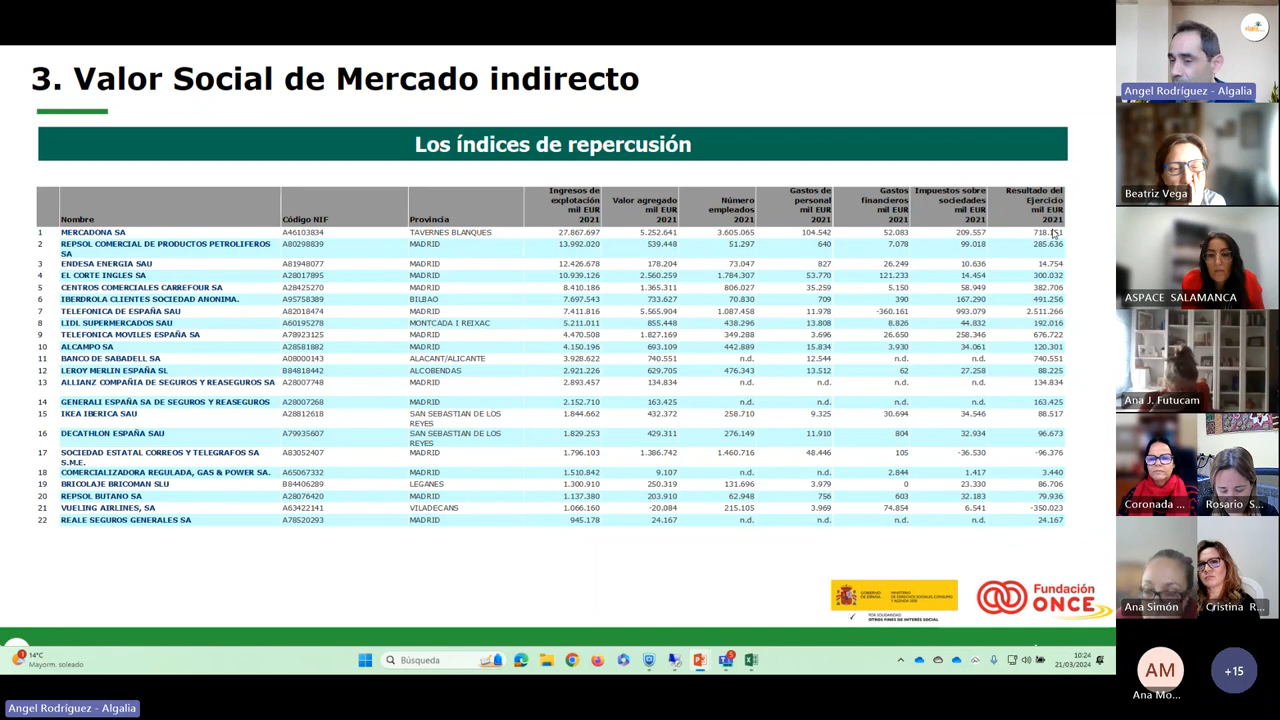 3. Valor Social de Mercado indirecto
Los índices de repercusión
Nombre Código NIF Provincia Ingresos de explotación mil EUR 2021 Valor agregado mil EUR 2021 Número empleados 2021 Gastos de personal mil EUR 2021 Gastos financieros mil EUR 2021 Impuestos sobre sociedades mil EUR 2021 Resultado del Ejercicio mil EUR 2021
1 MERCADONA SA A46103834 TAVERNES BLANQUES 27.867.697 5.252.641 3.605.065 104.542 52.083 209.557
2 REPSOL COMERCIAL DE PRODUCTOS PETROLIFEROS SA A80298839 MADRID 13.992.020 539.448 51.297 640 7.078 99.018 285.636
3 ENDESA ENERGIA SAU A81948077 MADRID 12.426.678 178.204 73.047 827 26.249 10.636 14.754
4 EL CORTE INGLES SA A28017895 MADRID 10.939.126 2.560.259 1.784.307 53.770 121.233 14.454 300.032
5 CENTROS COMERCIALES CARREFOUR SA A28425270 MADRID 8.410.186 1.365.311 806.027 35.259 5.150 58.949 382.706
6 IBERDROLA CLIENTES SOCIEDAD ANONIMA. A95758389 BILBAO 7.697.543 733.627 70.830 709 390 167.290 491.256
7 TELEFONICA DE ESPAÑA SAU A82018474 MADRID 7.411.816 5.565.904 1.087.458 11.978 -360.161 993.079 2.511.266
8 LIDL SUPERMERCADOS SAU A60195278 MONTCADA I REIXAC 5.211.011 855.448 438.296 13.808 8.826 44.832 192.016
9 TELEFONICA MOVILES ESPAÑA SA A78923125 MADRID 4.470.508 1.827.169 349.288 3.696 26.650 258.346 676.722
10 ALCAMPO SA A28581882 MADRID 4.150.196 693.109 442.889 15.834 3.930 34.061 120.301
11 BANCO DE SABADELL SA A08000143 ALACANT/ALICANTE 3.928.622 740.551 n.d. 12.544 n.d. n.d. 740.551
12 LEROY MERLIN ESPAÑA SL B84818442 ALCOBENDAS 2.921.226 629.705 476.343 13.512 62 27.258 88.225
13 ALLIANZ COMPAÑIA DE SEGUROS Y REASEGUROS SA A28007748 MADRID 2.893.457 134.834 n.d. n.d. n.d. n.d. 134.834
14 GENERALI ESPAÑA SA DE SEGUROS Y REASEGUROS A28007268 MADRID 2.152.710 163.425 n.d. n.d. n.d. n.d. 163.425
15 IKEA IBERICA SAU A28812618 SAN SEBASTIAN DE LOS REYES 1.844.662 432.372 258.710 9.325 30.694 34.546 88.517
16 DECATHLON ESPAÑA SAU A79935607 SAN SEBASTIAN DE LOS REYES 1.829.253 429.311 276.149 11.910 804 32.934 96.673
17 SOCIEDAD ESTATAL CORREOS Y TELEGRAFOS SA S.M.E. A83052407 MADRID 1.796.103 1.386.742 1.460.716 48.446 105 -36.530 -96.376
18 COMERCIALIZADORA REGULADA, GAS & POWER SA. A65067332 MADRID 1.510.842 9.107 n.d. n.d. 2.844 1.417 3.440
19 BRICOLAJE BRICOMAN SLU B84406289 LEGANES 1.300.910 250.319 131.696 3.979 0 23.330 86.706
20 REPSOL BUTANO SA A28076420 MADRID 1.137.380 203.910 62.948 756 603 32.183 79.936
21 VUELING AIRLINES, SA A63422141 VILADECANS 1.066.160 -20.084 215.105 3.969 74.854 6.541 -350.023
22 REALE SEGUROS GENERALES SA A78520293 MADRID 945.178 24.167 n.d. n.d. n.d. n.d. 24.167
POR SOLIDARIDAD
OTROS FINES DE INTERÉS SOCIAL
Fundación
ONCE
14°C
Mayorm. soleado
Búsqueda
10:24
21/03/2024
Angel Rodríguez - Algalia
Angel Rodríguez - Algalia
Beatriz Vega
ASPACE SALAMANCA
Ana J. Futucam
Coronada ...
Rosario S...
Ana Simón
Cristina R...
AM
Ana Mo...
+15